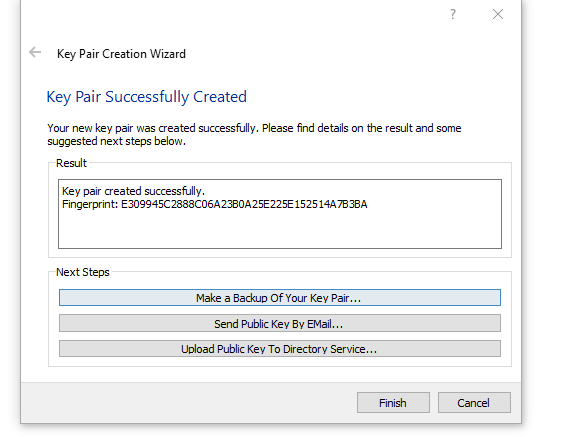 ?
Key Pair Creation Wizard
Key Pair Successfully Created
Your new key pair was created successfully. Please find details on the result and some
suggested next steps below.
Result
Key pair created successfully.
Fingerprint: E309945C2888C06A23B0A25E225E152514A7B3BA
Next Steps
Make a Backup Of Your Key Pair...
Send Public Key By EMail...
Upload Public Key To Directory Service...
Finish
Cancel